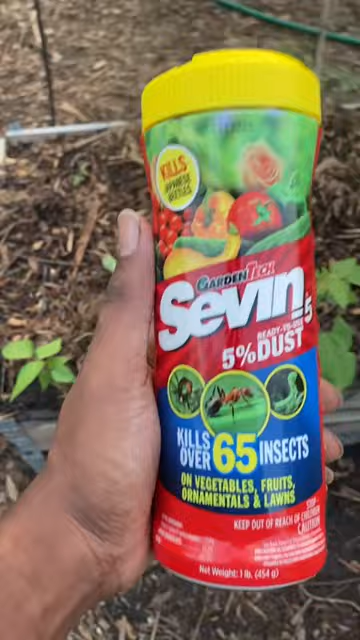 KILLS
JAPANESE
BEETLES
GARDENTECH
Sevin
5
READY-TO-USE
5% DUST
KILLS
OVER 65 INSECTS
ON VEGETABLES, FRUITS,
ORNAMENTALS & LAWNS
KEEP OUT OF REACH OF CHILDREN
CAUTION
Net Weight: 1 lb. (454 g)